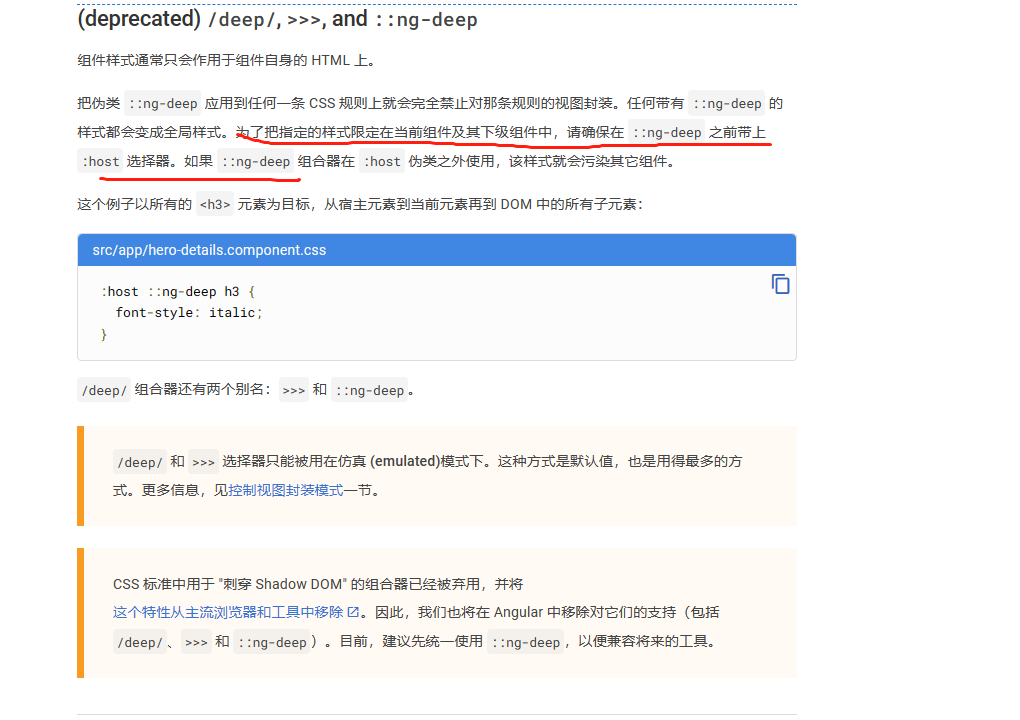 (deprecated) /deep/, >>>, and ::ng-deep
组件样式通常只会作用于组件自身的 HTML 上。
把伪类 ::ng-deep 应用到任何一条 CSS 规则上就会完全禁止对那条规则的视图封装。任何带有 ::ng-deep 的
样式都会变成全局样式。为了把指定的样式限定在当前组件及其下级组件中，请确保在 ::ng-deep 之前带上
:host 选择器。如果 ::ng-deep 组合器在 :host 伪类之外使用，该样式就会污染其它组件。
这个例子以所有的 <h3> 元素为目标，从宿主元素到当前元素再到 DOM 中的所有子元素：
src/app/hero-details.component.css
:host ::ng-deep h3 {
  font-style: italic;
}
/deep/ 组合器还有两个别名：>>> 和 ::ng-deep。
/deep/ 和 >>> 选择器只能被用在仿真 (emulated)模式下。这种方式是默认值，也是用得最多的方
式。更多信息，见控制视图封装模式一节。
CSS 标准中用于 "刺穿 Shadow DOM" 的组合器已经被弃用，并将
这个特性从主流浏览器和工具中移除。因此，我们也将在 Angular 中移除对它们的支持（包括
/deep/、>>> 和 ::ng-deep）。目前，建议先统一使用 ::ng-deep，以便兼容将来的工具。